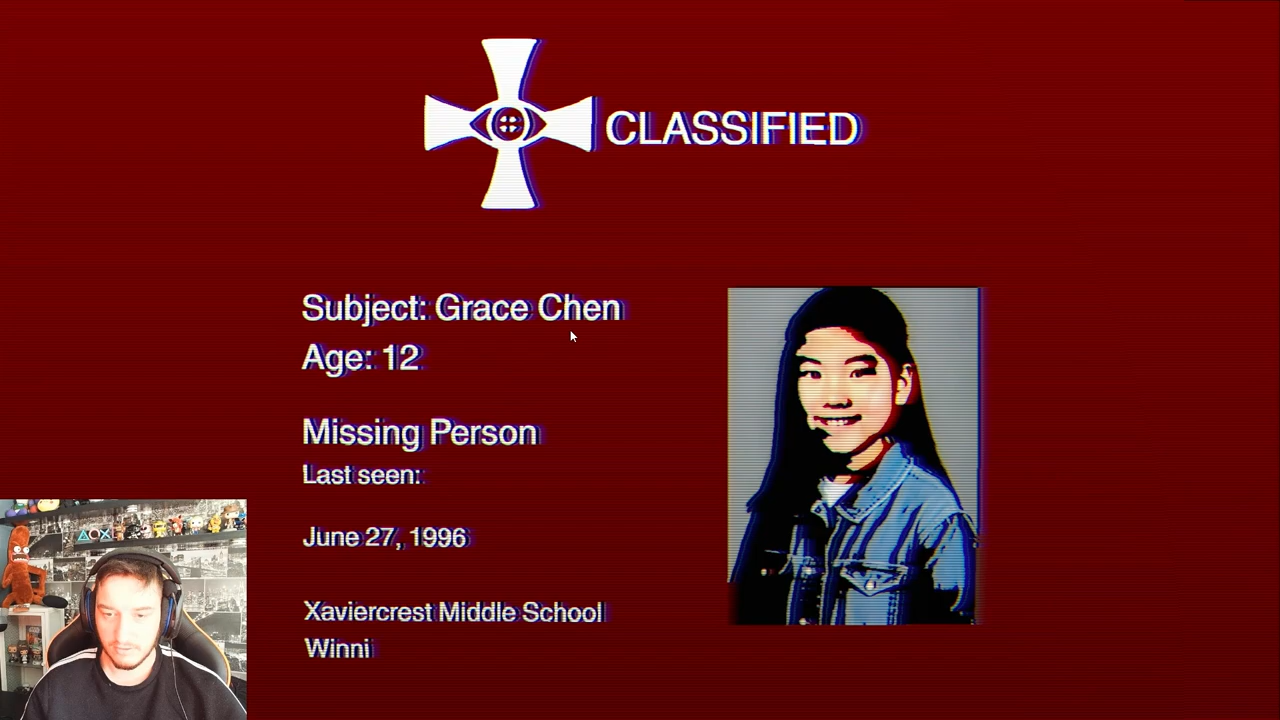 CLASSIFIED
Subject: Grace Chen
Age: 12
Missing Person
Last seen:
June 27, 1996
Xaviercrest Middle School
Winni